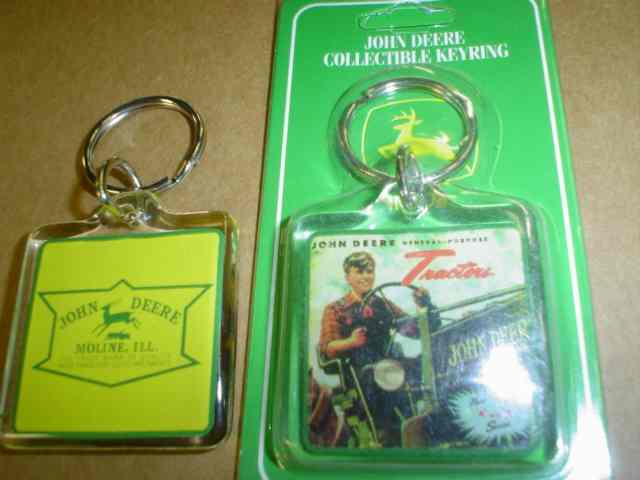 JOHN DEERE
COLLECTIBLE KEYRING
JOHN DEERE
MOLINE, ILL.
JOHN DEERE GENERAL-PURPOSE
Tractors
JOHN DEERE